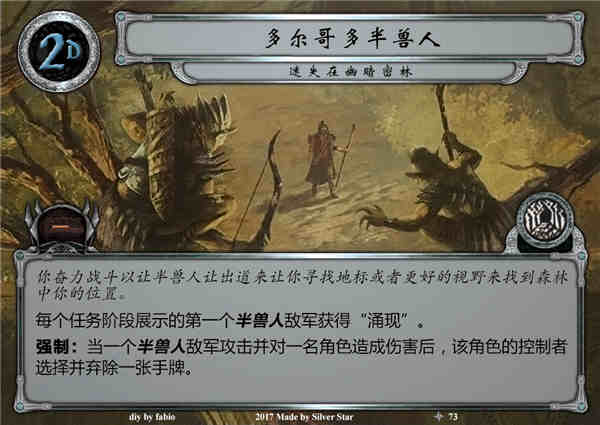 2D
多尔哥多半兽人
迷失在幽暗密林
你奋力战斗以让半兽人让出道来让你寻找地标或者更好的视野来找到森林
中你的位置。
每个任务阶段展示的第一个半兽人敌军获得“涌现”。
强制：当一个半兽人敌军攻击并对一名角色造成伤害后，该角色的控制者
选择并弃除一张手牌。
diy by fabio 2017 Made by Silver Star 73